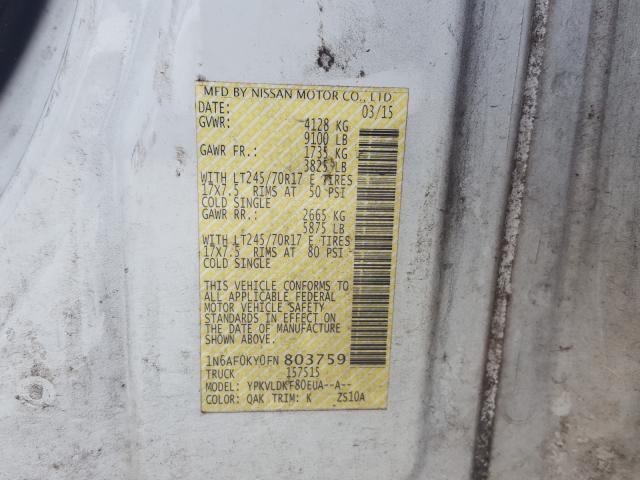 MFD BY NISSAN MOTOR CO., LTD.
DATE: 03/15
GVWR: 4128 KG
9100 LB
GAWR FR.: 1735 KG
3825 LB
WITH LT245/70R17 E TIRES
17X7.5 RIMS AT 50 PSI
COLD SINGLE
GAWR RR.: 2665 KG
5875 LB
WITH LT245/70R17 E TIRES
17X7.5 RIMS AT 80 PSI
COLD SINGLE
THIS VEHICLE CONFORMS TO
ALL APPLICABLE FEDERAL
MOTOR VEHICLE SAFETY
STANDARDS IN EFFECT ON
THE DATE OF MANUFACTURE
SHOWN ABOVE.
1N6AF0KY0FN 803759
TRUCK 157515
MODEL: YPKVLDKF80EUA--A--
COLOR: QAK TRIM: K ZS10A